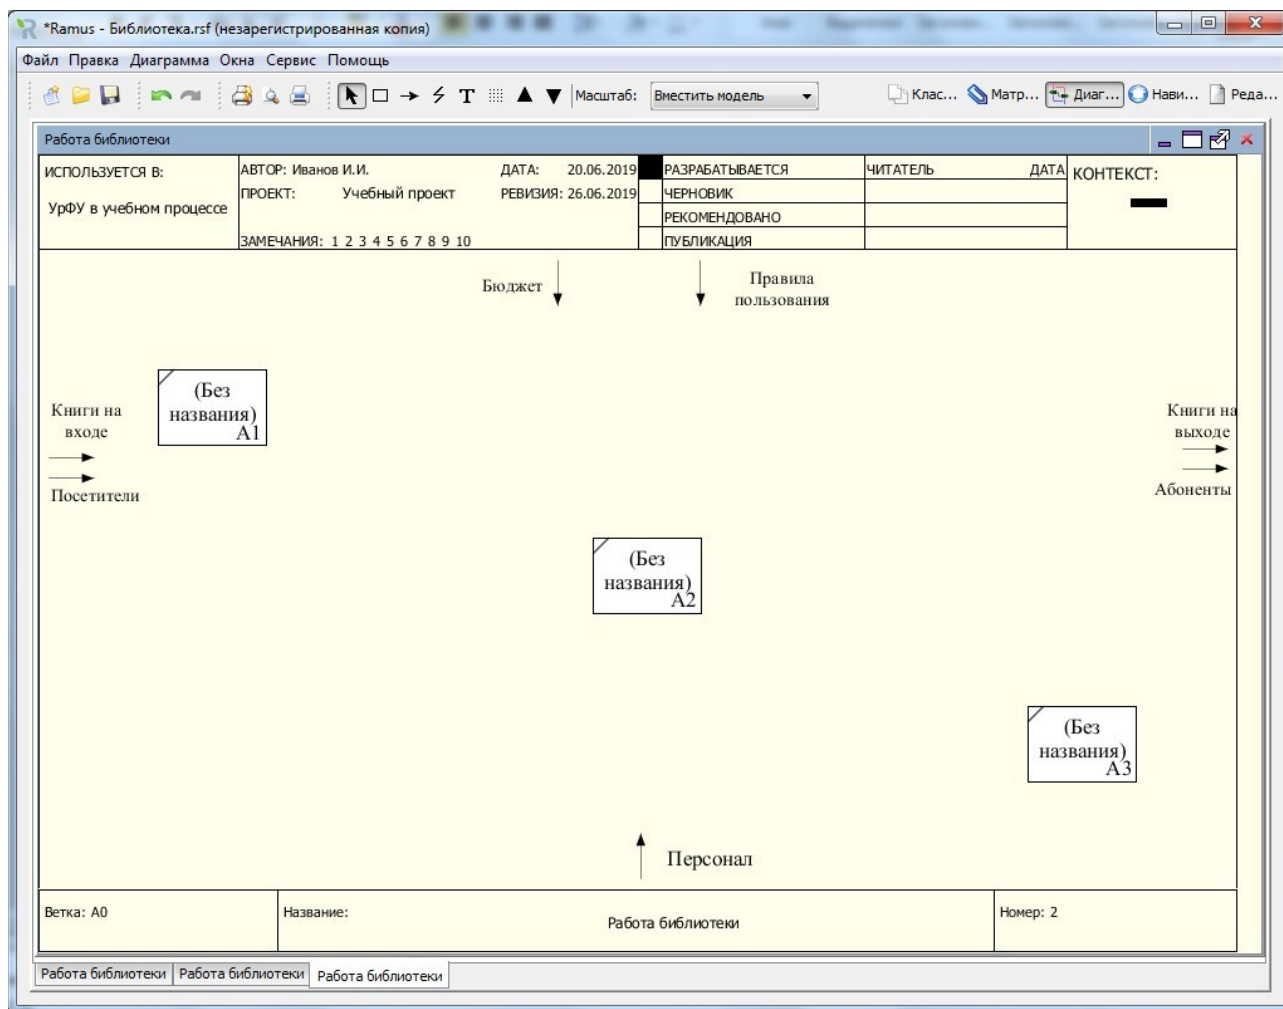 *Ramus - Библиотека.rsf (незарегистрированная копия)
Файл Правка Диаграмма Окна Сервис Помощь
T Масштаб: Вместить модель Клас... Матр... Диаг... Нави... Реда...
Работа библиотеки
ИСПОЛЬЗУЕТСЯ В: АВТОР: Иванов И.И. ДАТА: 20.06.2019 РАЗРАБАТЫВАЕТСЯ ЧИТАТЕЛЬ ДАТА КОНТЕКСТ:
ПРОЕКТ: Учебный проект РЕВИЗИЯ: 26.06.2019 ЧЕРНОВИК
УрФУ в учебном процессе
РЕКОМЕНДОВАНО
ЗАМЕЧАНИЯ: 1 2 3 4 5 6 7 8 9 10 ПУБЛИКАЦИЯ
Бюджет
Правила
пользования
(Без
названия)
A1
Книги на
входе
Посетители
Книги на
выходе
Абоненты
(Без
названия)
A2
(Без
названия)
A3
Персонал
Ветка: A0 Название: Работа библиотеки Номер: 2
Работа библиотеки Работа библиотеки Работа библиотеки